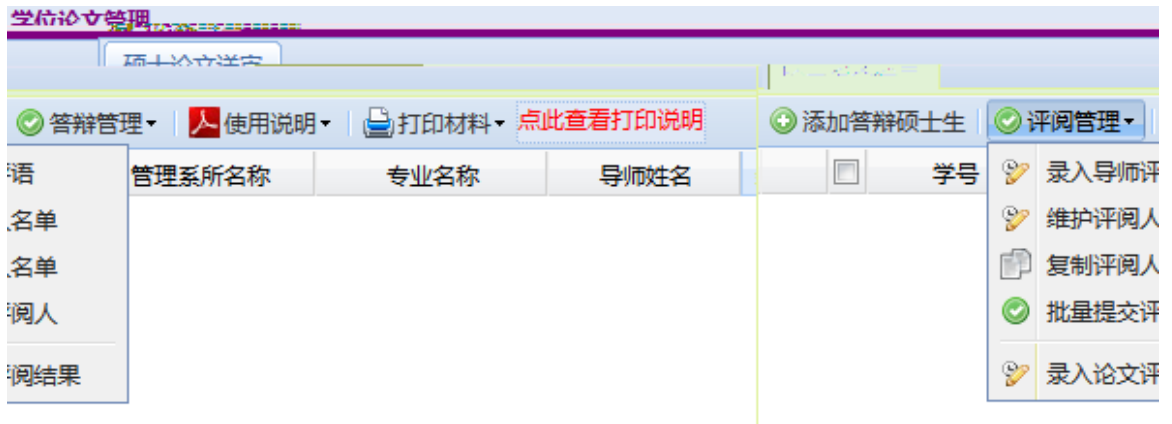 学位论文管理
硕士论文送审
答辩管理 使用说明 打印材料 点此查看打印说明 添加答辩硕士生 评阅管理
语 管理系所名称 专业名称 导师姓名 学号 录入导师评
名单 维护评阅人
名单 复制评阅人
阅人 批量提交评
阅结果 录入论文评